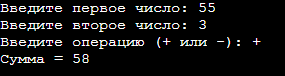 Введите первое число: 55
Введите второе число: 3
Введите операцию (+ или -): +
Сумма = 58